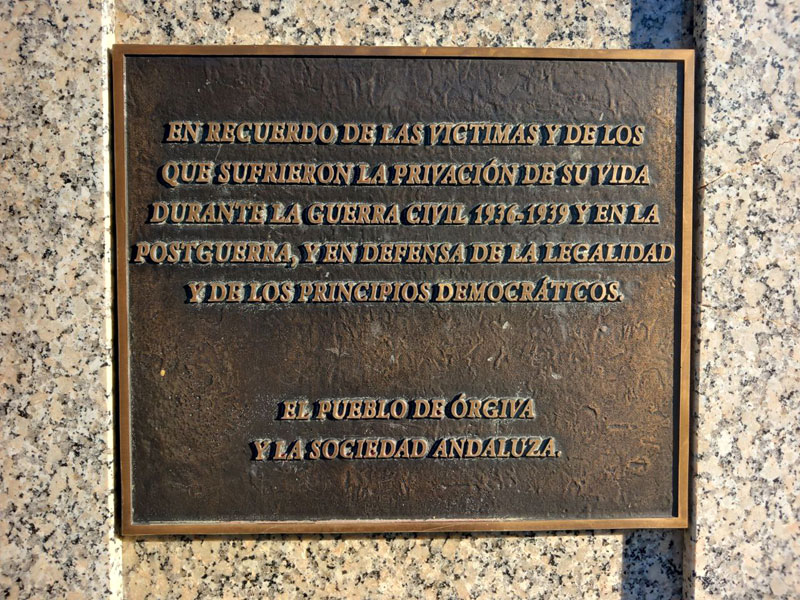 EN RECUERDO DE LAS VICTIMAS Y DE LOS
QUE SUFRIERON LA PRIVACIÓN DE SU VIDA
DURANTE LA GUERRA CIVIL 1936-1939 Y EN LA
POSTGUERRA, Y EN DEFENSA DE LA LEGALIDAD
Y DE LOS PRINCIPIOS DEMOCRÁTICOS.
EL PUEBLO DE ÓRGIVA
Y LA SOCIEDAD ANDALUZA.